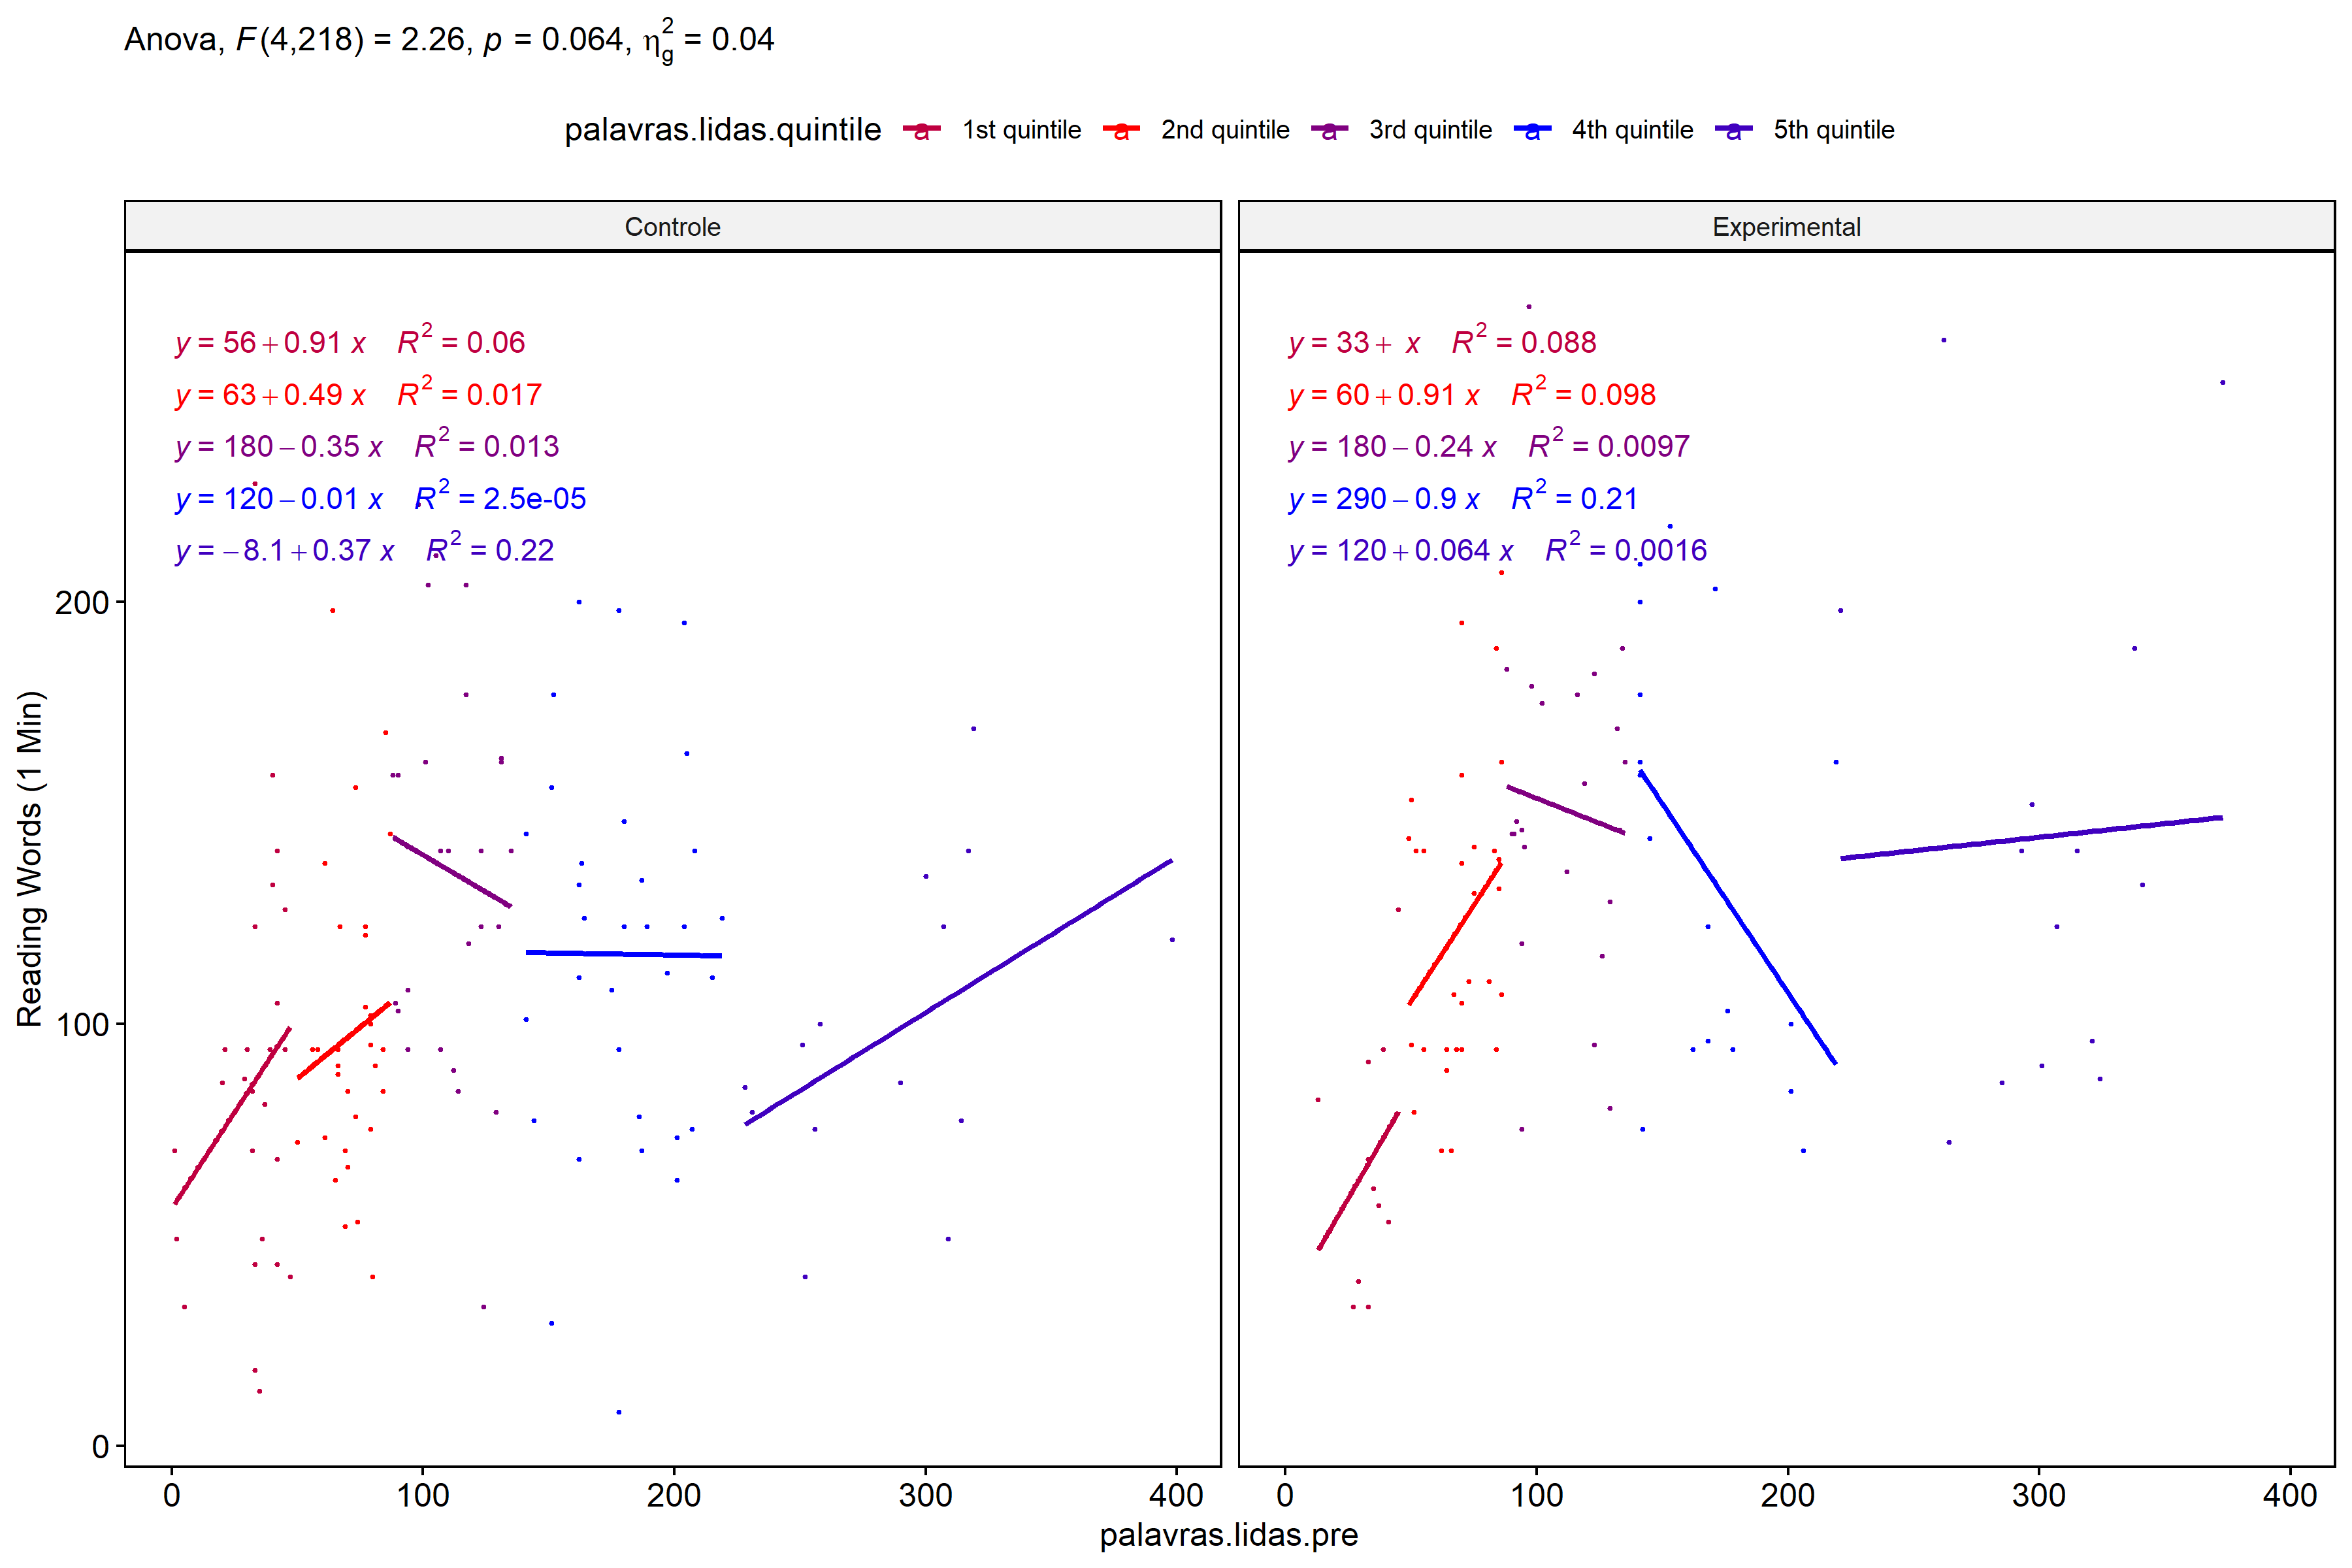 Anova, F(4,218) = 2.26, p = 0.064, η²g = 0.04
palavras.lidas.quintile a 1st quintile a 2nd quintile a 3rd quintile a 4th quintile a 5th quintile
Controle
Experimental
y = 56 + 0.91 x R² = 0.06
y = 63 + 0.49 x R² = 0.017
y = 180 − 0.35 x R² = 0.013
y = 120 − 0.01 x R² = 2.5e-05
y = −8.1 + 0.37 x R² = 0.22
y = 33 + x R² = 0.088
y = 60 + 0.91 x R² = 0.098
y = 180 − 0.24 x R² = 0.0097
y = 290 − 0.9 x R² = 0.21
y = 120 + 0.064 x R² = 0.0016
Reading Words (1 Min)
200
100
0
0 100 200 300 400
0 100 200 300 400
palavras.lidas.pre